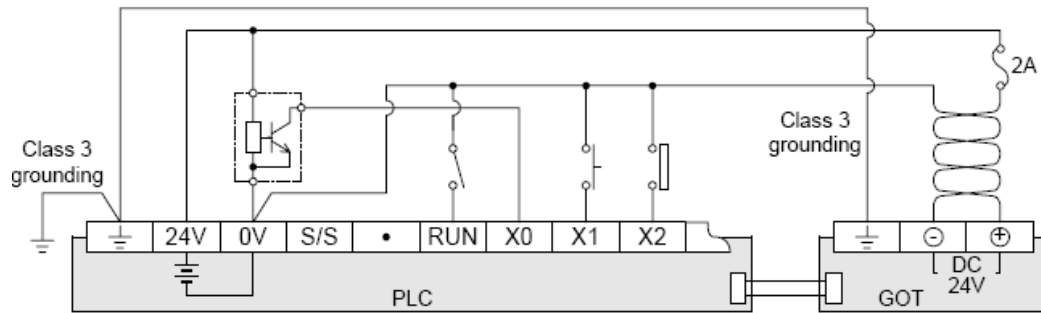 2A
Class 3
grounding
Class 3
grounding
24V 0V S/S • RUN X0 X1 X2
- +
DC
24V
PLC
GOT